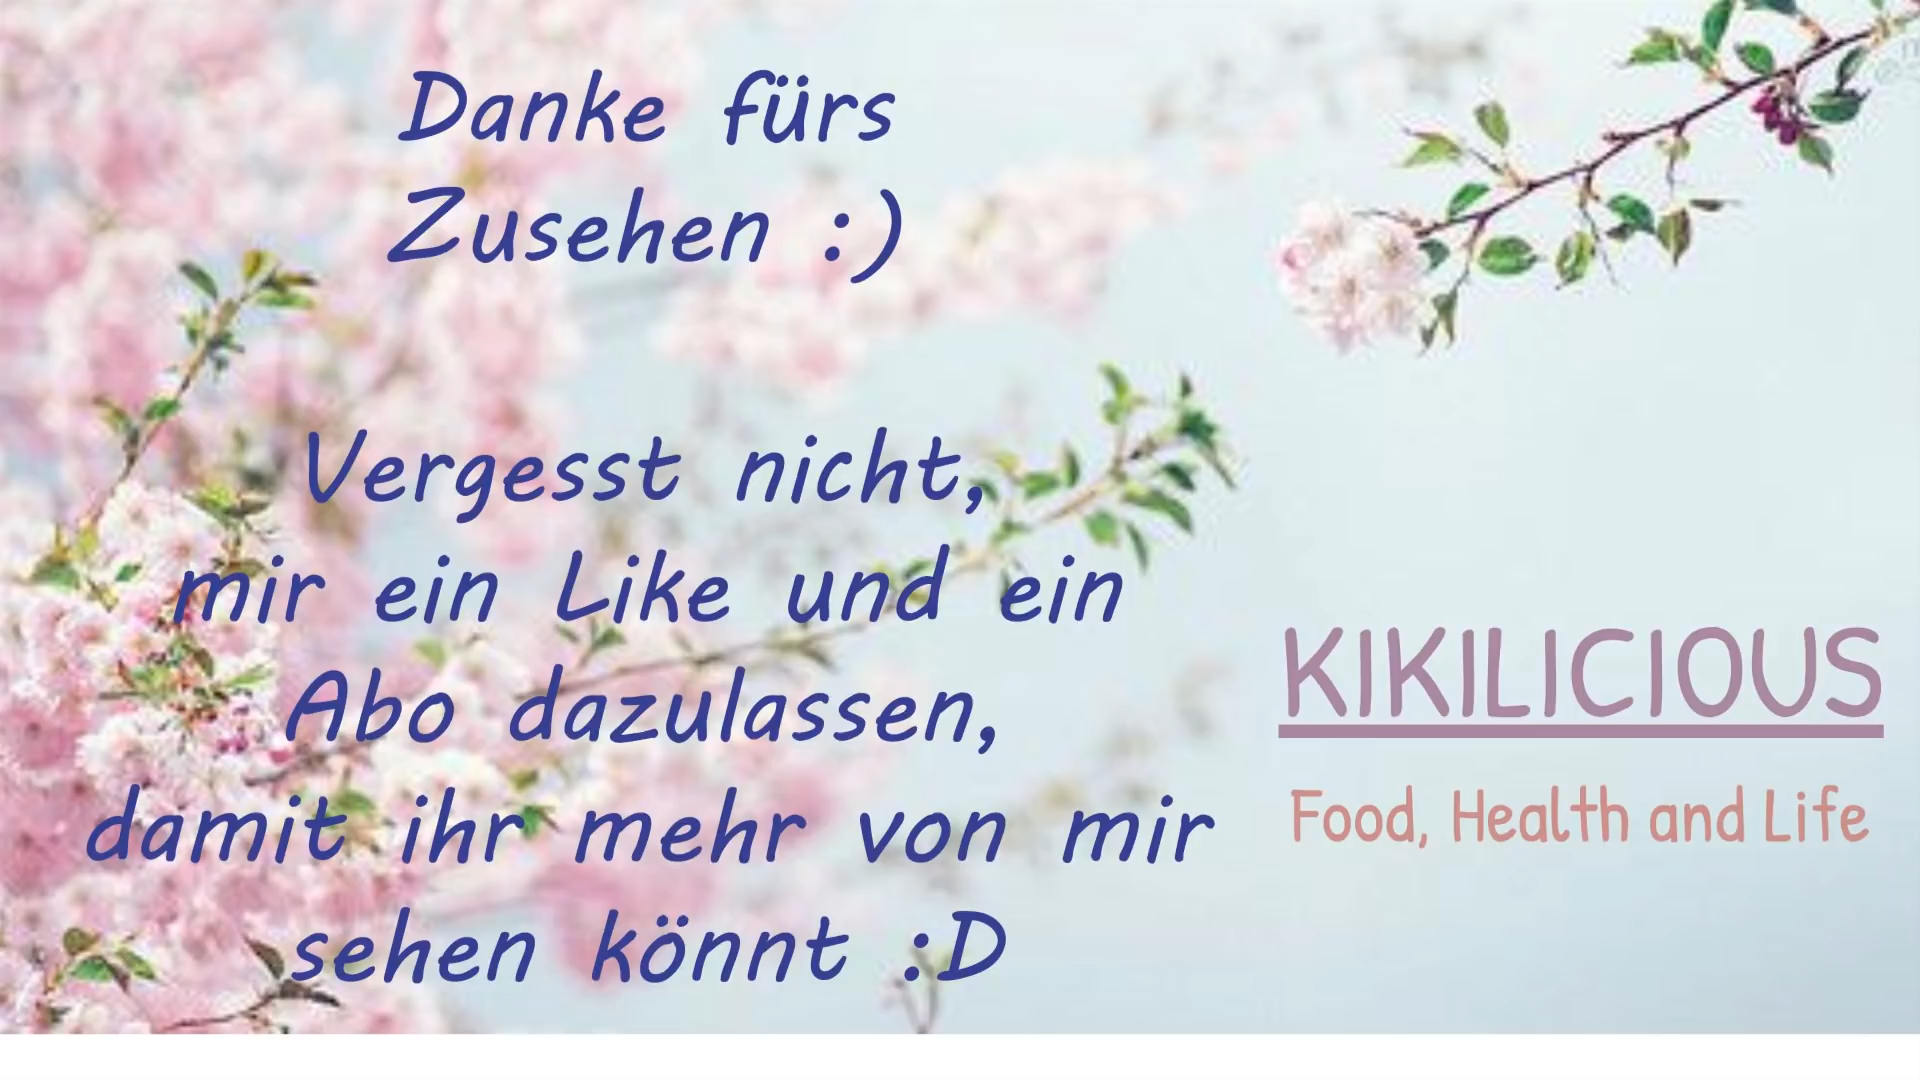 Danke fürs
Zusehen :)
Vergesst nicht,
mir ein Like und ein
Abo dazulassen,
damit ihr mehr von mir
sehen könnt :D
KIKILICIOUS
Food, Health and Life